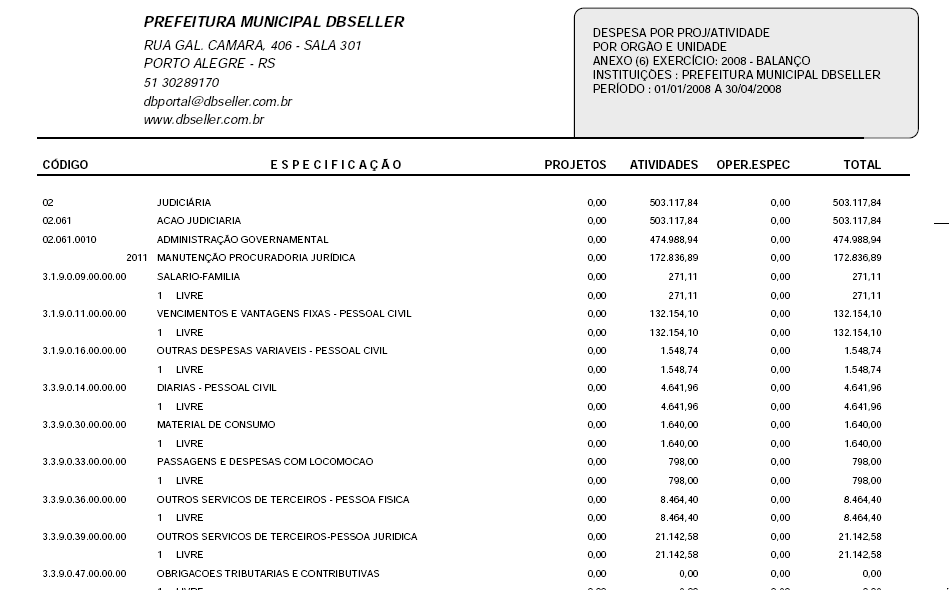 PREFEITURA MUNICIPAL DBSELLER
RUA GAL. CAMARA, 406 - SALA 301
PORTO ALEGRE - RS
51 30289170
dbportal@dbseller.com.br
www.dbseller.com.br
DESPESA POR PROJ/ATIVIDADE
POR ORGÃO E UNIDADE
ANEXO (6) EXERCÍCIO: 2008 - BALANÇO
INSTITUIÇÕES : PREFEITURA MUNICIPAL DBSELLER
PERÍODO : 01/01/2008 A 30/04/2008
CÓDIGO E S P E C I F I C A Ç Ã O PROJETOS ATIVIDADES OPER.ESPEC TOTAL
02 JUDICIÁRIA 0,00 503.117,84 0,00 503.117,84
02.061 ACAO JUDICIARIA 0,00 503.117,84 0,00 503.117,84
02.061.0010 ADMINISTRAÇÃO GOVERNAMENTAL 0,00 474.988,94 0,00 474.988,94
2011 MANUTENÇÃO PROCURADORIA JURÍDICA 0,00 172.836,89 0,00 172.836,89
3.1.9.0.09.00.00.00 SALARIO-FAMILIA 0,00 271,11 0,00 271,11
1 LIVRE 0,00 271,11 0,00 271,11
3.1.9.0.11.00.00.00 VENCIMENTOS E VANTAGENS FIXAS - PESSOAL CIVIL 0,00 132.154,10 0,00 132.154,10
1 LIVRE 0,00 132.154,10 0,00 132.154,10
3.1.9.0.16.00.00.00 OUTRAS DESPESAS VARIAVEIS - PESSOAL CIVIL 0,00 1.548,74 0,00 1.548,74
1 LIVRE 0,00 1.548,74 0,00 1.548,74
3.3.9.0.14.00.00.00 DIARIAS - PESSOAL CIVIL 0,00 4.641,96 0,00 4.641,96
1 LIVRE 0,00 4.641,96 0,00 4.641,96
3.3.9.0.30.00.00.00 MATERIAL DE CONSUMO 0,00 1.640,00 0,00 1.640,00
1 LIVRE 0,00 1.640,00 0,00 1.640,00
3.3.9.0.33.00.00.00 PASSAGENS E DESPESAS COM LOCOMOCAO 0,00 798,00 0,00 798,00
1 LIVRE 0,00 798,00 0,00 798,00
3.3.9.0.36.00.00.00 OUTROS SERVICOS DE TERCEIROS - PESSOA FISICA 0,00 8.464,40 0,00 8.464,40
1 LIVRE 0,00 8.464,40 0,00 8.464,40
3.3.9.0.39.00.00.00 OUTROS SERVICOS DE TERCEIROS-PESSOA JURIDICA 0,00 21.142,58 0,00 21.142,58
1 LIVRE 0,00 21.142,58 0,00 21.142,58
3.3.9.0.47.00.00.00 OBRIGACOES TRIBUTARIAS E CONTRIBUTIVAS 0,00 0,00 0,00 0,00